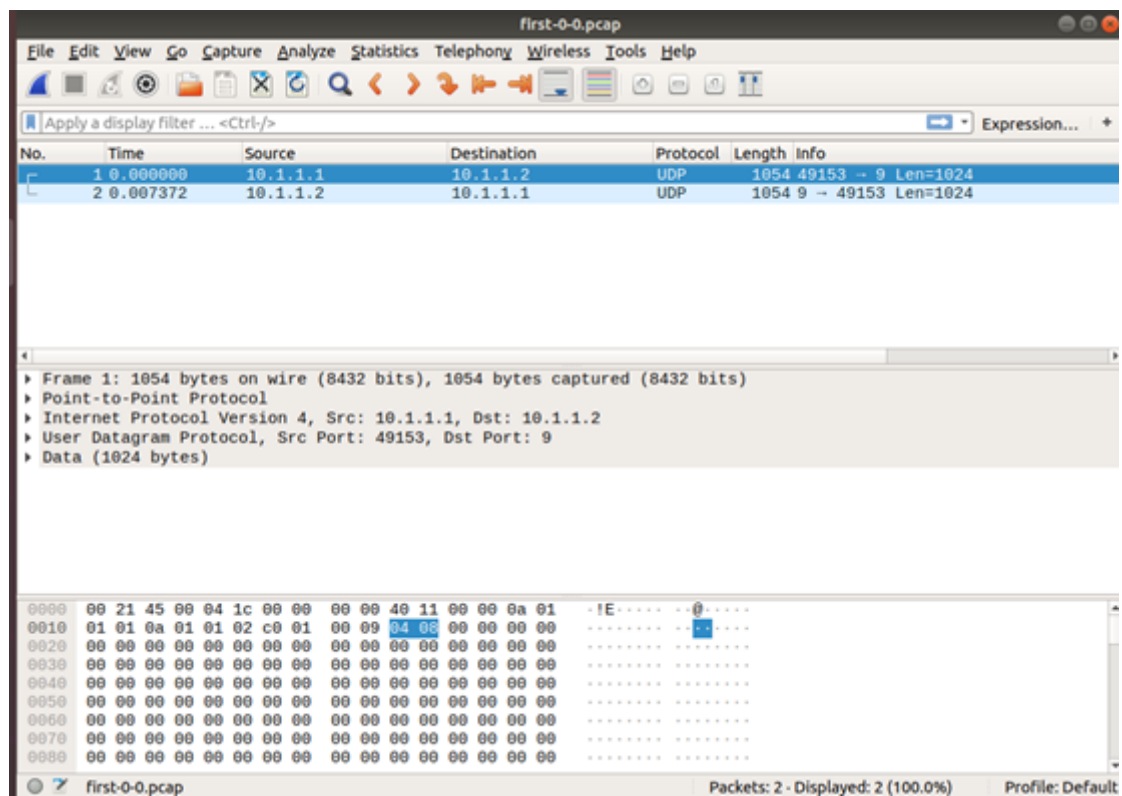 first-0-0.pcap
File Edit View Go Capture Analyze Statistics Telephony Wireless Tools Help
Apply a display filter ... <Ctrl-/> Expression... +
No. Time Source Destination Protocol Length Info
1 0.000000 10.1.1.1 10.1.1.2 UDP 1054 49153 → 9 Len=1024
2 0.007372 10.1.1.2 10.1.1.1 UDP 1054 9 → 49153 Len=1024
Frame 1: 1054 bytes on wire (8432 bits), 1054 bytes captured (8432 bits)
Point-to-Point Protocol
Internet Protocol Version 4, Src: 10.1.1.1, Dst: 10.1.1.2
User Datagram Protocol, Src Port: 49153, Dst Port: 9
Data (1024 bytes)
0000 00 21 45 00 04 1c 00 00 00 00 40 11 00 00 0a 01 ·!E····· ··@·····
0010 01 01 0a 01 01 02 c0 01 00 09 04 08 00 00 00 00 ········ ········
0020 00 00 00 00 00 00 00 00 00 00 00 00 00 00 00 00 ········ ········
0030 00 00 00 00 00 00 00 00 00 00 00 00 00 00 00 00 ········ ········
0040 00 00 00 00 00 00 00 00 00 00 00 00 00 00 00 00 ········ ········
0050 00 00 00 00 00 00 00 00 00 00 00 00 00 00 00 00 ········ ········
0060 00 00 00 00 00 00 00 00 00 00 00 00 00 00 00 00 ········ ········
0070 00 00 00 00 00 00 00 00 00 00 00 00 00 00 00 00 ········ ········
0080 00 00 00 00 00 00 00 00 00 00 00 00 00 00 00 00 ········ ········
first-0-0.pcap Packets: 2 · Displayed: 2 (100.0%) Profile: Default